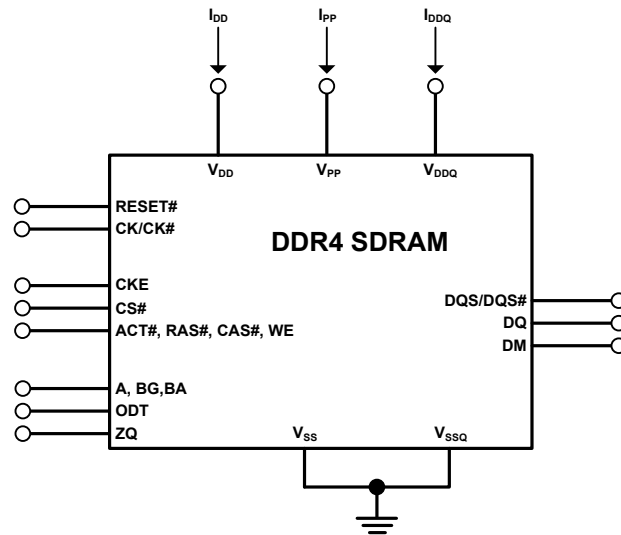 IDD IPP IDDQ
VDD VPP VDDQ
RESET#
CK/CK#
DDR4 SDRAM
CKE
CS#
ACT#, RAS#, CAS#, WE
DQS/DQS#
DQ
DM
A, BG,BA
ODT
ZQ
VSS VSSQ